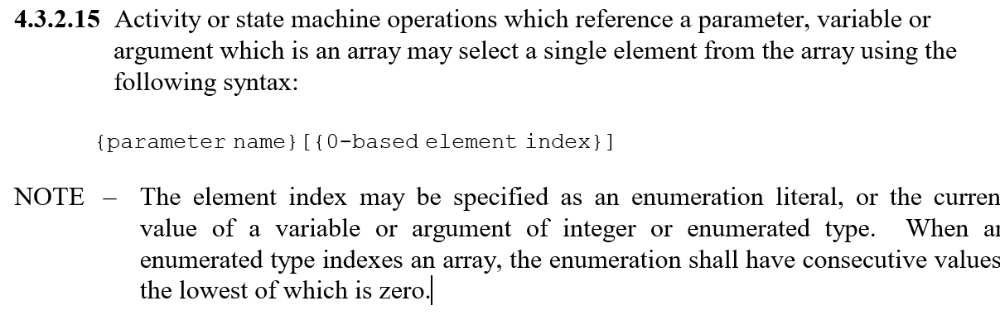 4.3.2.15 Activity or state machine operations which reference a parameter, variable or
argument which is an array may select a single element from the array using the
following syntax:
{parameter name}[{0-based element index}]
NOTE – The element index may be specified as an enumeration literal, or the curren
value of a variable or argument of integer or enumerated type. When a
enumerated type indexes an array, the enumeration shall have consecutive values
the lowest of which is zero.